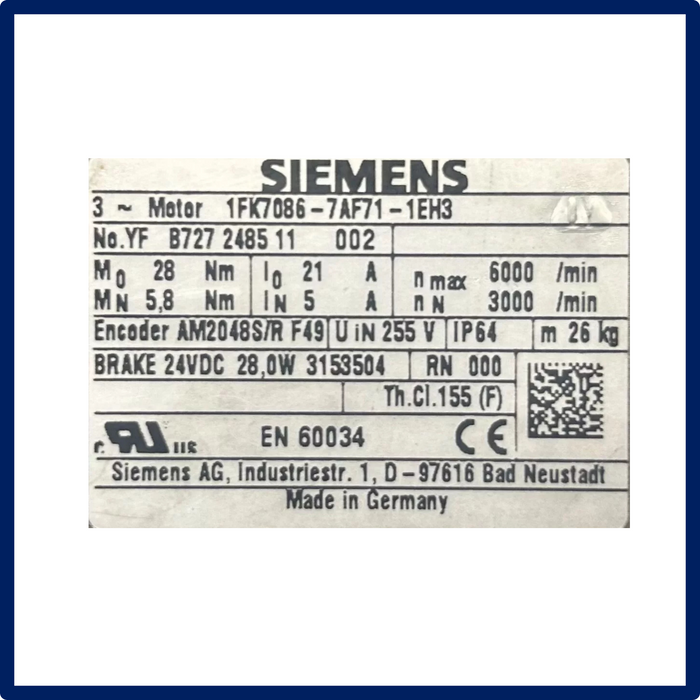 SIEMENS
3 ~ Motor 1FK7086-7AF71-1EH3
No.YF B727 2485 11 002
M0 28 Nm I0 21 A n max 6000 /min
MN 5,8 Nm IN 5 A n N 3000 /min
Encoder AM2048S/R F49 U iN 255 V IP64 m 26 kg
BRAKE 24VDC 28,0W 3153504 RN 000
Th.Cl.155 (F)
c RU us EN 60034 CE
Siemens AG, Industriestr. 1, D-97616 Bad Neustadt
Made in Germany